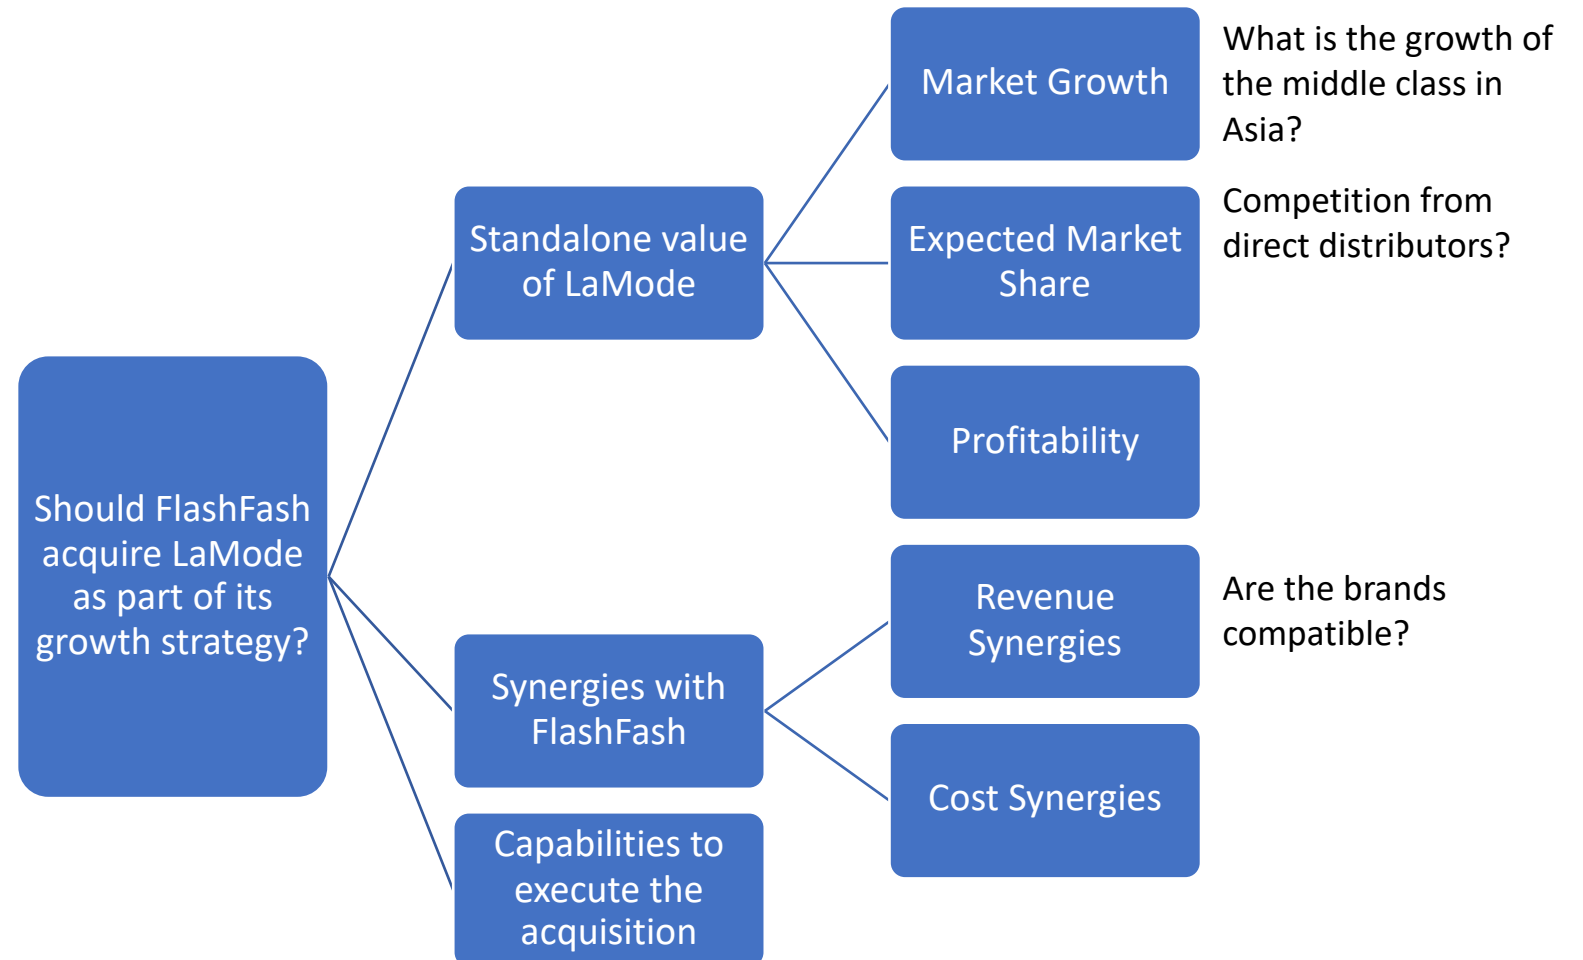 Should FlashFash
acquire LaMode
as part of its
growth strategy?
Standalone value
of LaMode
Market Growth
What is the growth of
the middle class in
Asia?
Expected Market
Share
Competition from
direct distributors?
Profitability
Synergies with
FlashFash
Revenue
Synergies
Are the brands
compatible?
Cost Synergies
Capabilities to
execute the
acquisition